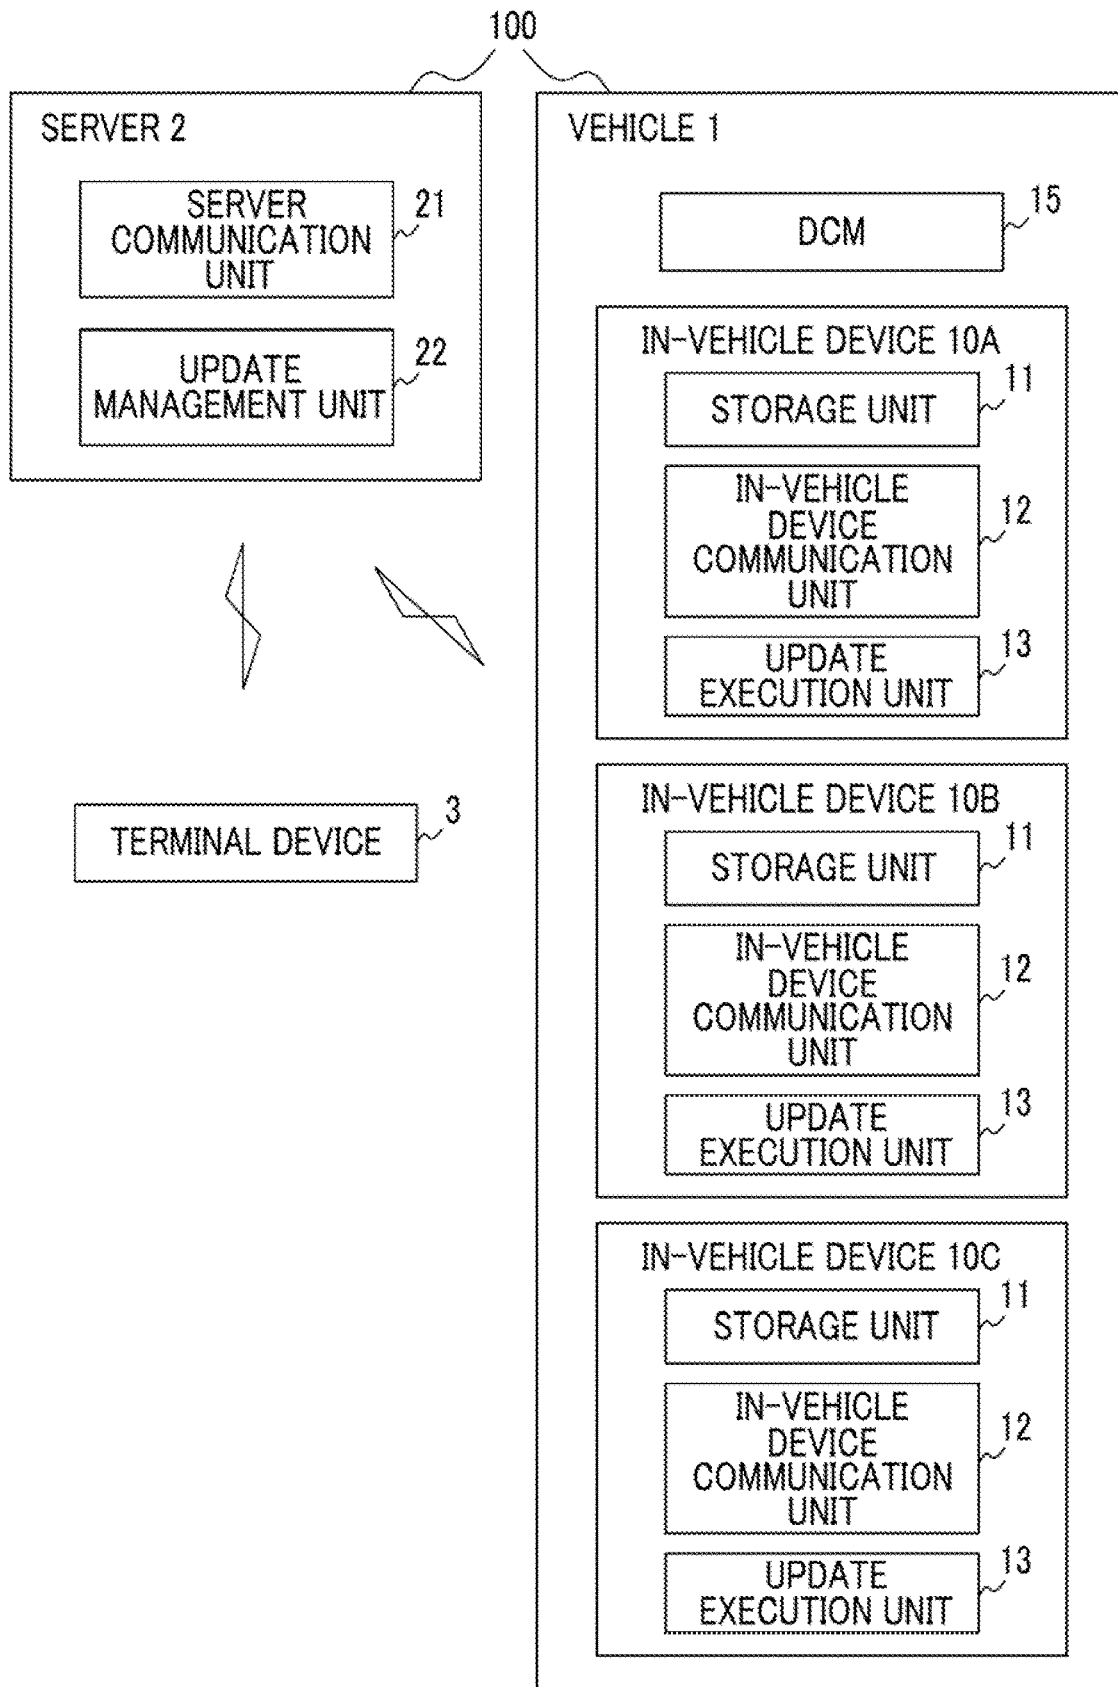 100
SERVER 2
SERVER
COMMUNICATION
UNIT
21
UPDATE
MANAGEMENT UNIT
22
TERMINAL DEVICE
3
VEHICLE 1
DCM
15
IN-VEHICLE DEVICE 10A
STORAGE UNIT
11
IN-VEHICLE
DEVICE
COMMUNICATION
UNIT
12
UPDATE
EXECUTION UNIT
13
IN-VEHICLE DEVICE 10B
STORAGE UNIT
11
IN-VEHICLE
DEVICE
COMMUNICATION
UNIT
12
UPDATE
EXECUTION UNIT
13
IN-VEHICLE DEVICE 10C
STORAGE UNIT
11
IN-VEHICLE
DEVICE
COMMUNICATION
UNIT
12
UPDATE
EXECUTION UNIT
13